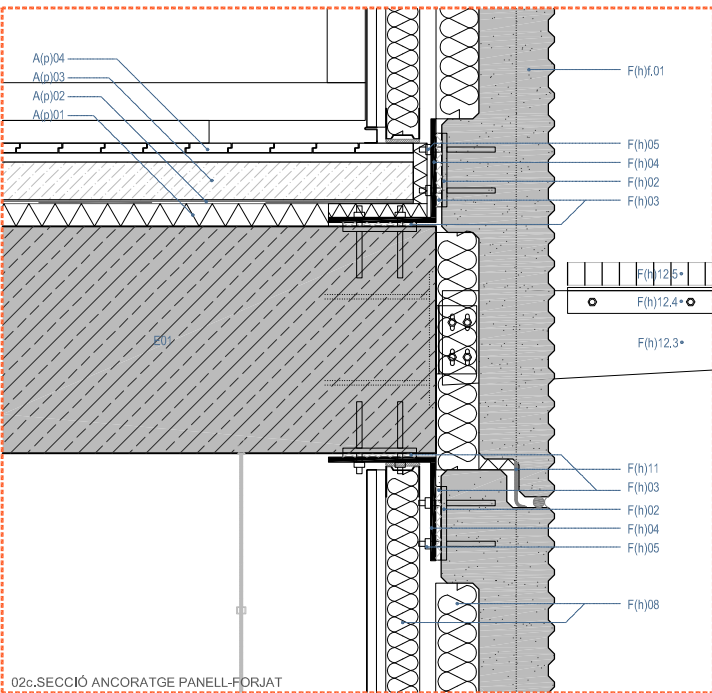 A(p)04
A(p)03
A(p)02
A(p)01
F(h)f.01
F(h)05
F(h)04
F(h)02
F(h)03
F(h)12.5
F(h)12.4
F(h)12.3
E01
F(h)11
F(h)03
F(h)02
F(h)04
F(h)05
F(h)08
02c.SECCIÓ ANCORATGE PANELL-FORJAT